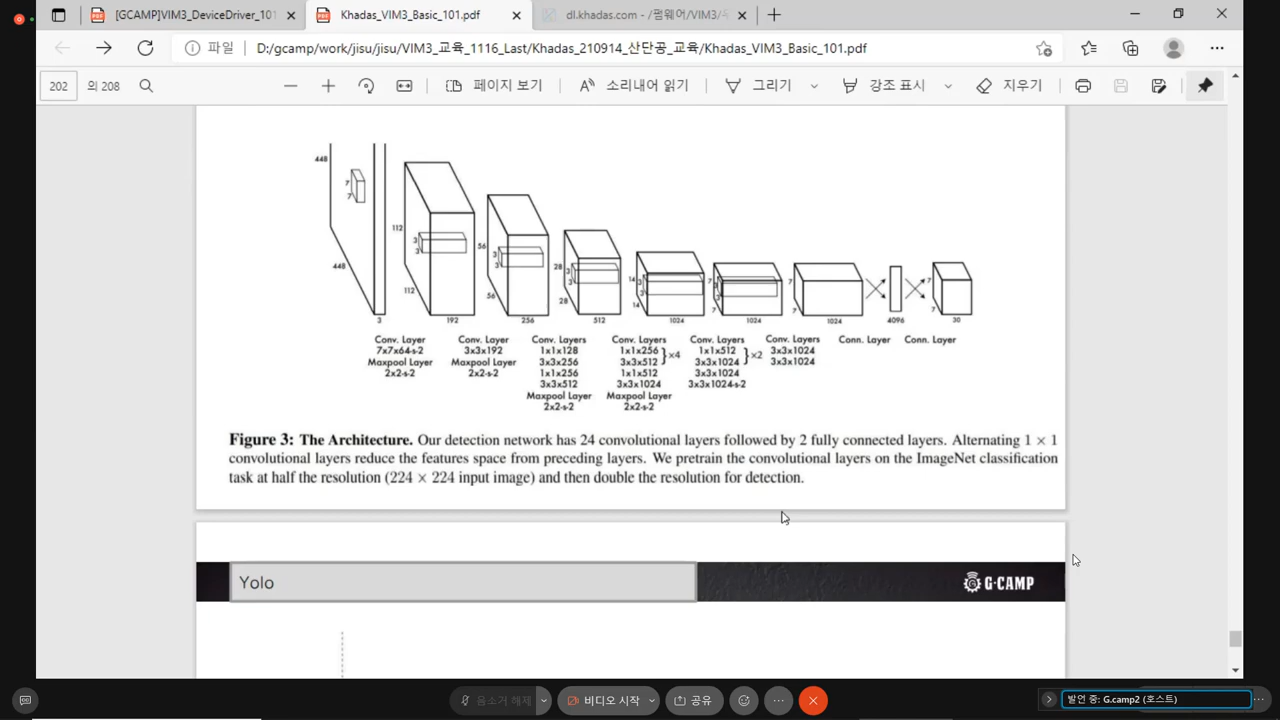 [GCAMP]VIM3_DeviceDriver_101
Khadas_VIM3_Basic_101.pdf
dl.khadas.com - /펌웨어/VIM3/우
파일
D:/gcamp/work/jisu/jisu/VIM3_교육_1116_Last/Khadas_210914_산단공_교육/Khadas_VIM3_Basic_101.pdf
202 의 208
페이지 보기
소리내어 읽기
그리기
강조 표시
지우기
448
448
7
7
3
112
112
3
3
192
56
56
3
3
256
28
28
3
3
512
14
14
3
3
1024
7
7
3
3
1024
7
7
1024
4096
7
7
30
Conv. Layer
7x7x64-s-2
Maxpool Layer
2x2-s-2
Conv. Layer
3x3x192
Maxpool Layer
2x2-s-2
Conv. Layers
1x1x128
3x3x256
1x1x256
3x3x512
Maxpool Layer
2x2-s-2
Conv. Layers
1x1x256
3x3x512 }×4
1x1x512
3x3x1024
Maxpool Layer
2x2-s-2
Conv. Layers
1x1x512
3x3x1024 }×2
3x3x1024
3x3x1024-s-2
Conv. Layers
3x3x1024
3x3x1024
Conn. Layer
Conn. Layer
Figure 3: The Architecture. Our detection network has 24 convolutional layers followed by 2 fully connected layers. Alternating 1 × 1
convolutional layers reduce the features space from preceding layers. We pretrain the convolutional layers on the ImageNet classification
task at half the resolution (224 × 224 input image) and then double the resolution for detection.
Yolo
G·CAMP
음소거 해제
비디오 시작
공유
발언 중: G.camp2 (호스트)